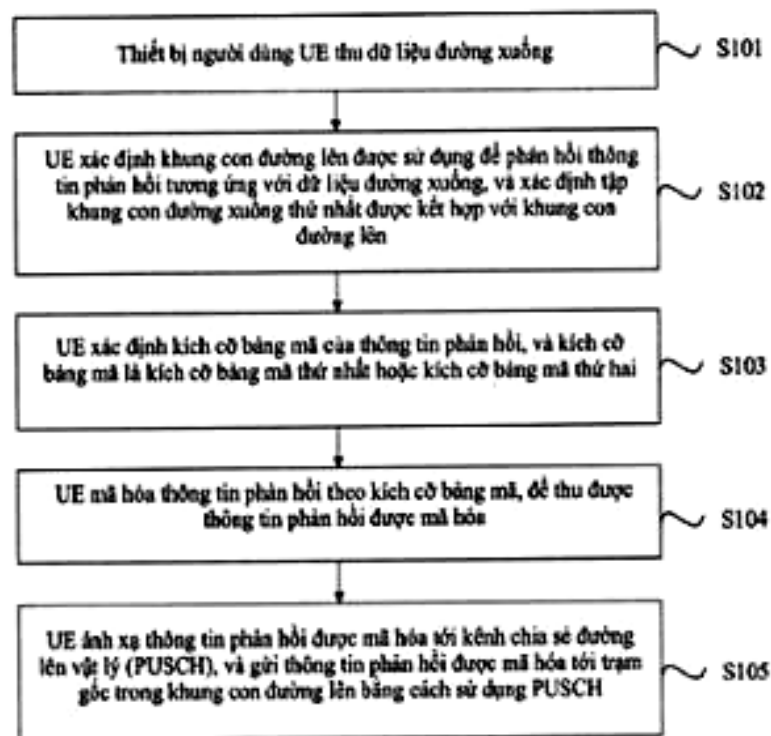 Thiết bị người dùng UE thu dữ liệu đường xuống
S101
UE xác định khung con đường lên được sử dụng để phản hồi thông
tin phản hồi tương ứng với dữ liệu đường xuống, và xác định tập
khung con đường xuống thứ nhất được kết hợp với khung con
đường lên
S102
UE xác định kích cỡ bảng mã của thông tin phản hồi, và kích cỡ
bảng mã là kích cỡ bảng mã thứ nhất hoặc kích cỡ bảng mã thứ hai
S103
UE mã hóa thông tin phản hồi theo kích cỡ bảng mã, để thu được
thông tin phản hồi được mã hóa
S104
UE ánh xạ thông tin phản hồi được mã hóa tới kênh chia sẻ đường
lên vật lý (PUSCH), và gửi thông tin phản hồi được mã hóa tới trạm
gốc trong khung con đường lên bằng cách sử dụng PUSCH
S105